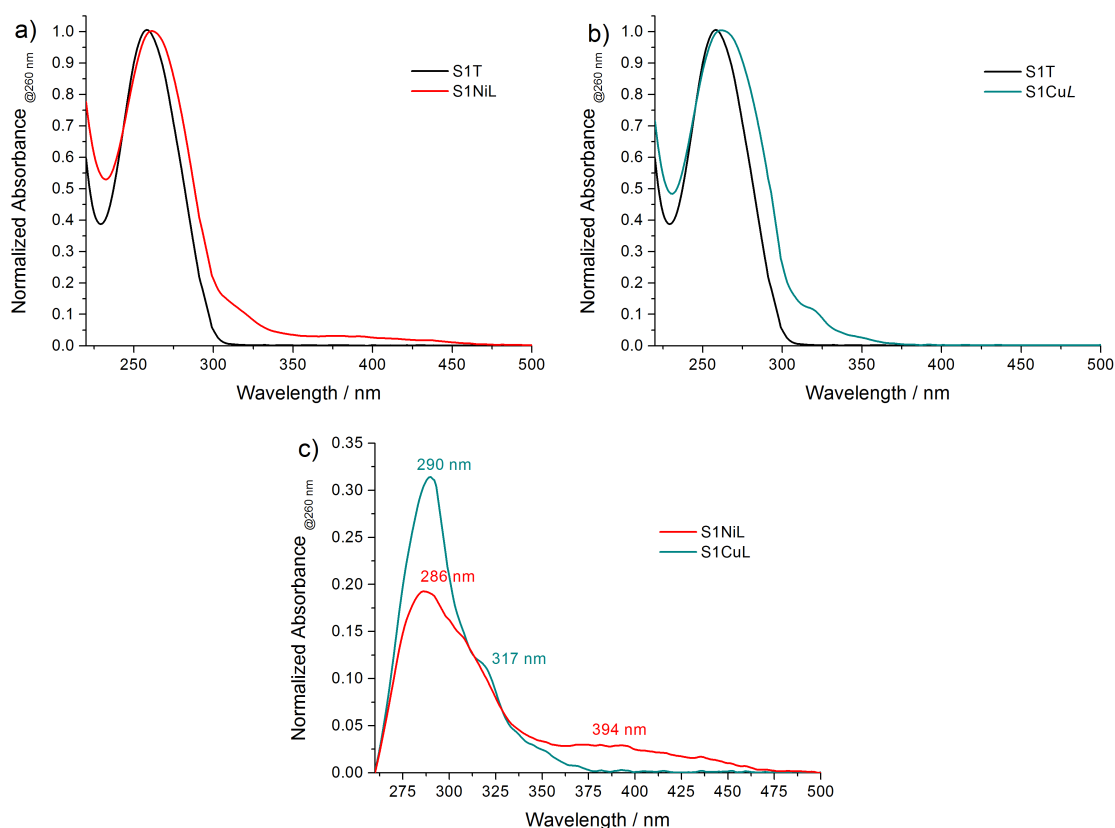 a)
Normalized Absorbance @260 nm
1.0
0.9
0.8
0.7
0.6
0.5
0.4
0.3
0.2
0.1
0.0
250 300 350 400 450 500
Wavelength / nm
S1T
S1NiL
b)
Normalized Absorbance @260 nm
1.0
0.9
0.8
0.7
0.6
0.5
0.4
0.3
0.2
0.1
0.0
250 300 350 400 450 500
Wavelength / nm
S1T
S1CuL
c)
Normalized Absorbance @260 nm
0.35
0.30
0.25
0.20
0.15
0.10
0.05
0.00
275 300 325 350 375 400 425 450 475 500
Wavelength / nm
290 nm
286 nm
317 nm
394 nm
S1NiL
S1CuL